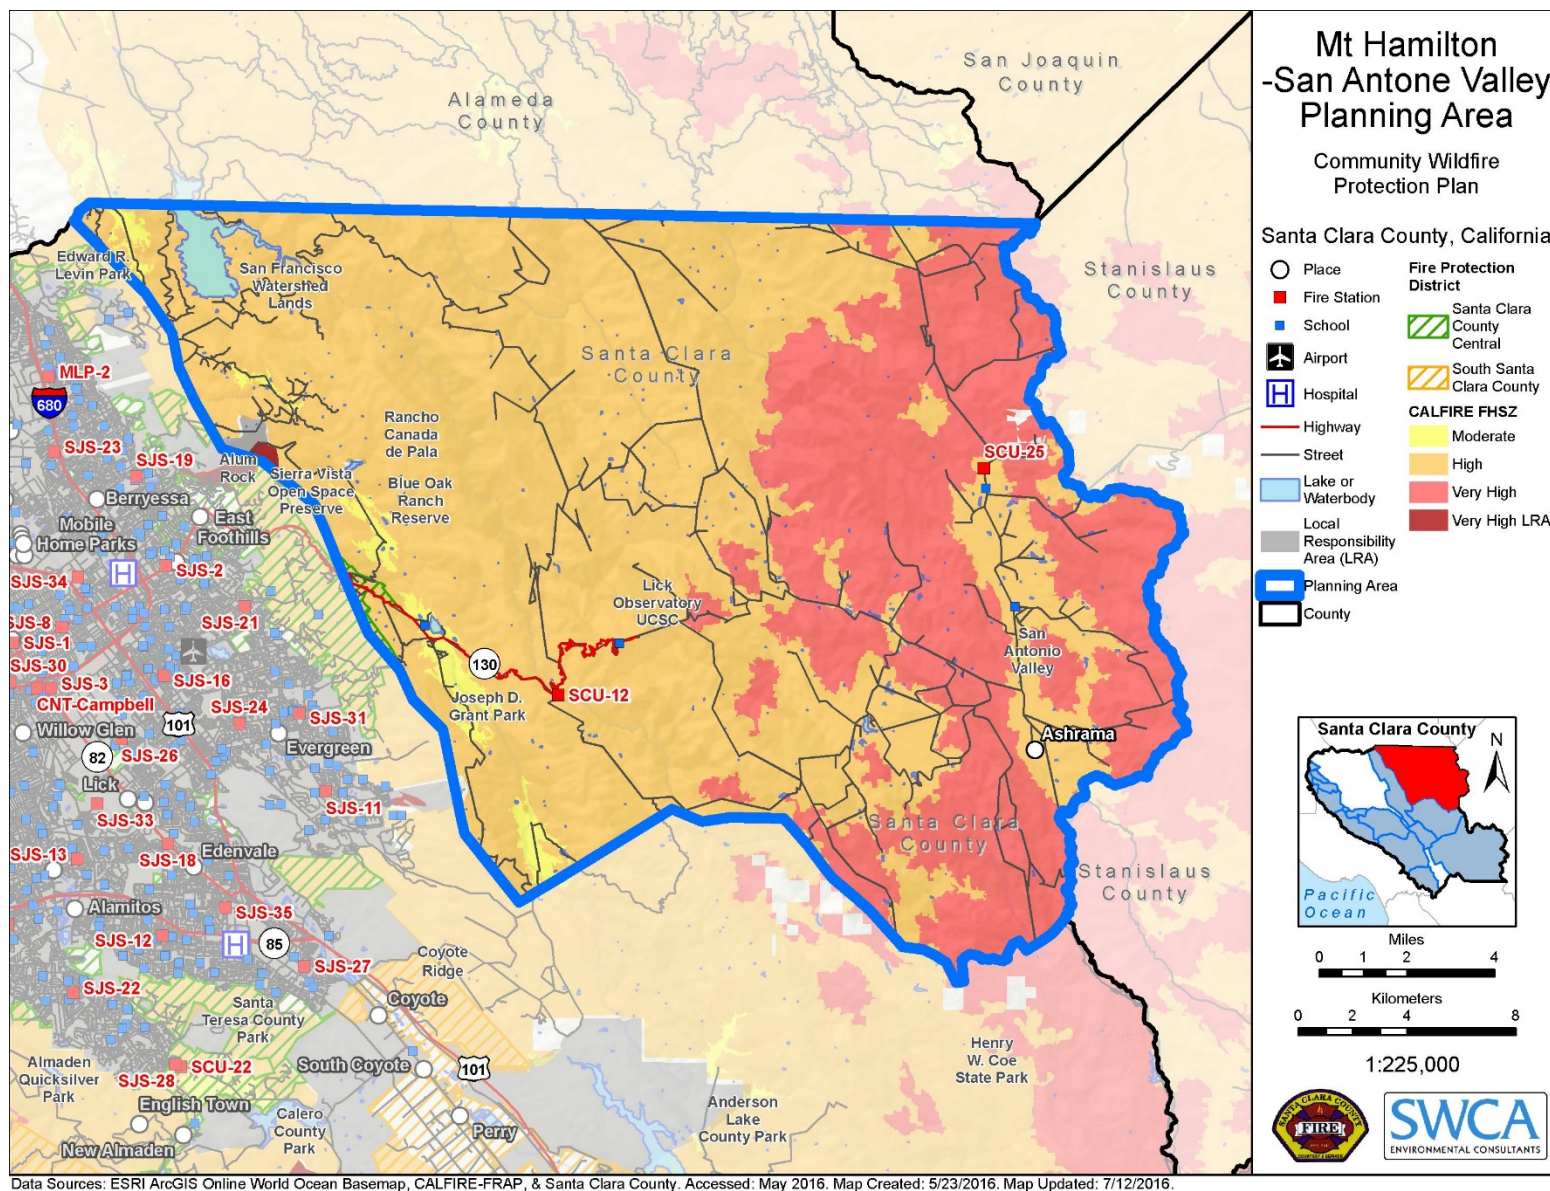 Mt Hamilton
-San Antone Valley
Planning Area
Community Wildfire
Protection Plan
Santa Clara County, California
Place
Fire Station
School
Airport
H
Hospital
Highway
Street
Lake or
Waterbody
Local
Responsibility
Area (LRA)
Planning Area
County
Fire Protection
District
Santa Clara
County
Central
South Santa
Clara County
CALFIRE FHSZ
Moderate
High
Very High
Very High LRA
Santa Clara County
N
Pacific
Ocean
Miles
0 1 2 4
Kilometers
0 2 4 8
1:225,000
SANTA CLARA COUNTY
FIRE
SWCA
ENVIRONMENTAL CONSULTANTS
San Joaquin
County
Alameda
County
Stanislaus
County
Edward R.
Levin Park
San Francisco
Watershed
Lands
Santa Clara
County
MLP-2
680
Rancho
Canada
de Pala
SJS-23
SJS-19
Alum
Rock
Sierra Vista
Open Space
Preserve
Blue Oak
Ranch
Reserve
SCU-25
Berryessa
East
Foothills
Mobile
Home Parks
SJS-34
H
SJS-2
Lick
Observatory
UCSC
SJS-8
SJS-21
SJS-1
SJS-30
SJS-3
SJS-16
130
San
Antonio
Valley
CNT-Campbell
SJS-24
SJS-31
101
Joseph D.
Grant Park
SCU-12
Willow Glen
Evergreen
Ashrama
82
SJS-26
Lick
SJS-11
SJS-33
Santa Clara
County
SJS-13
SJS-18
Edenvale
Stanislaus
County
Alamitos
SJS-35
SJS-12
H
85
SJS-27
Coyote
Ridge
SJS-22
Santa
Teresa County
Park
Coyote
Almaden
Quicksilver
Park
SCU-22
SJS-28
South Coyote
101
Henry
W. Coe
State Park
English Town
Calero
County
Park
Perry
Anderson
Lake
County Park
New Almaden
Data Sources: ESRI ArcGIS Online World Ocean Basemap, CALFIRE-FRAP, & Santa Clara County. Accessed: May 2016. Map Created: 5/23/2016. Map Updated: 7/12/2016.